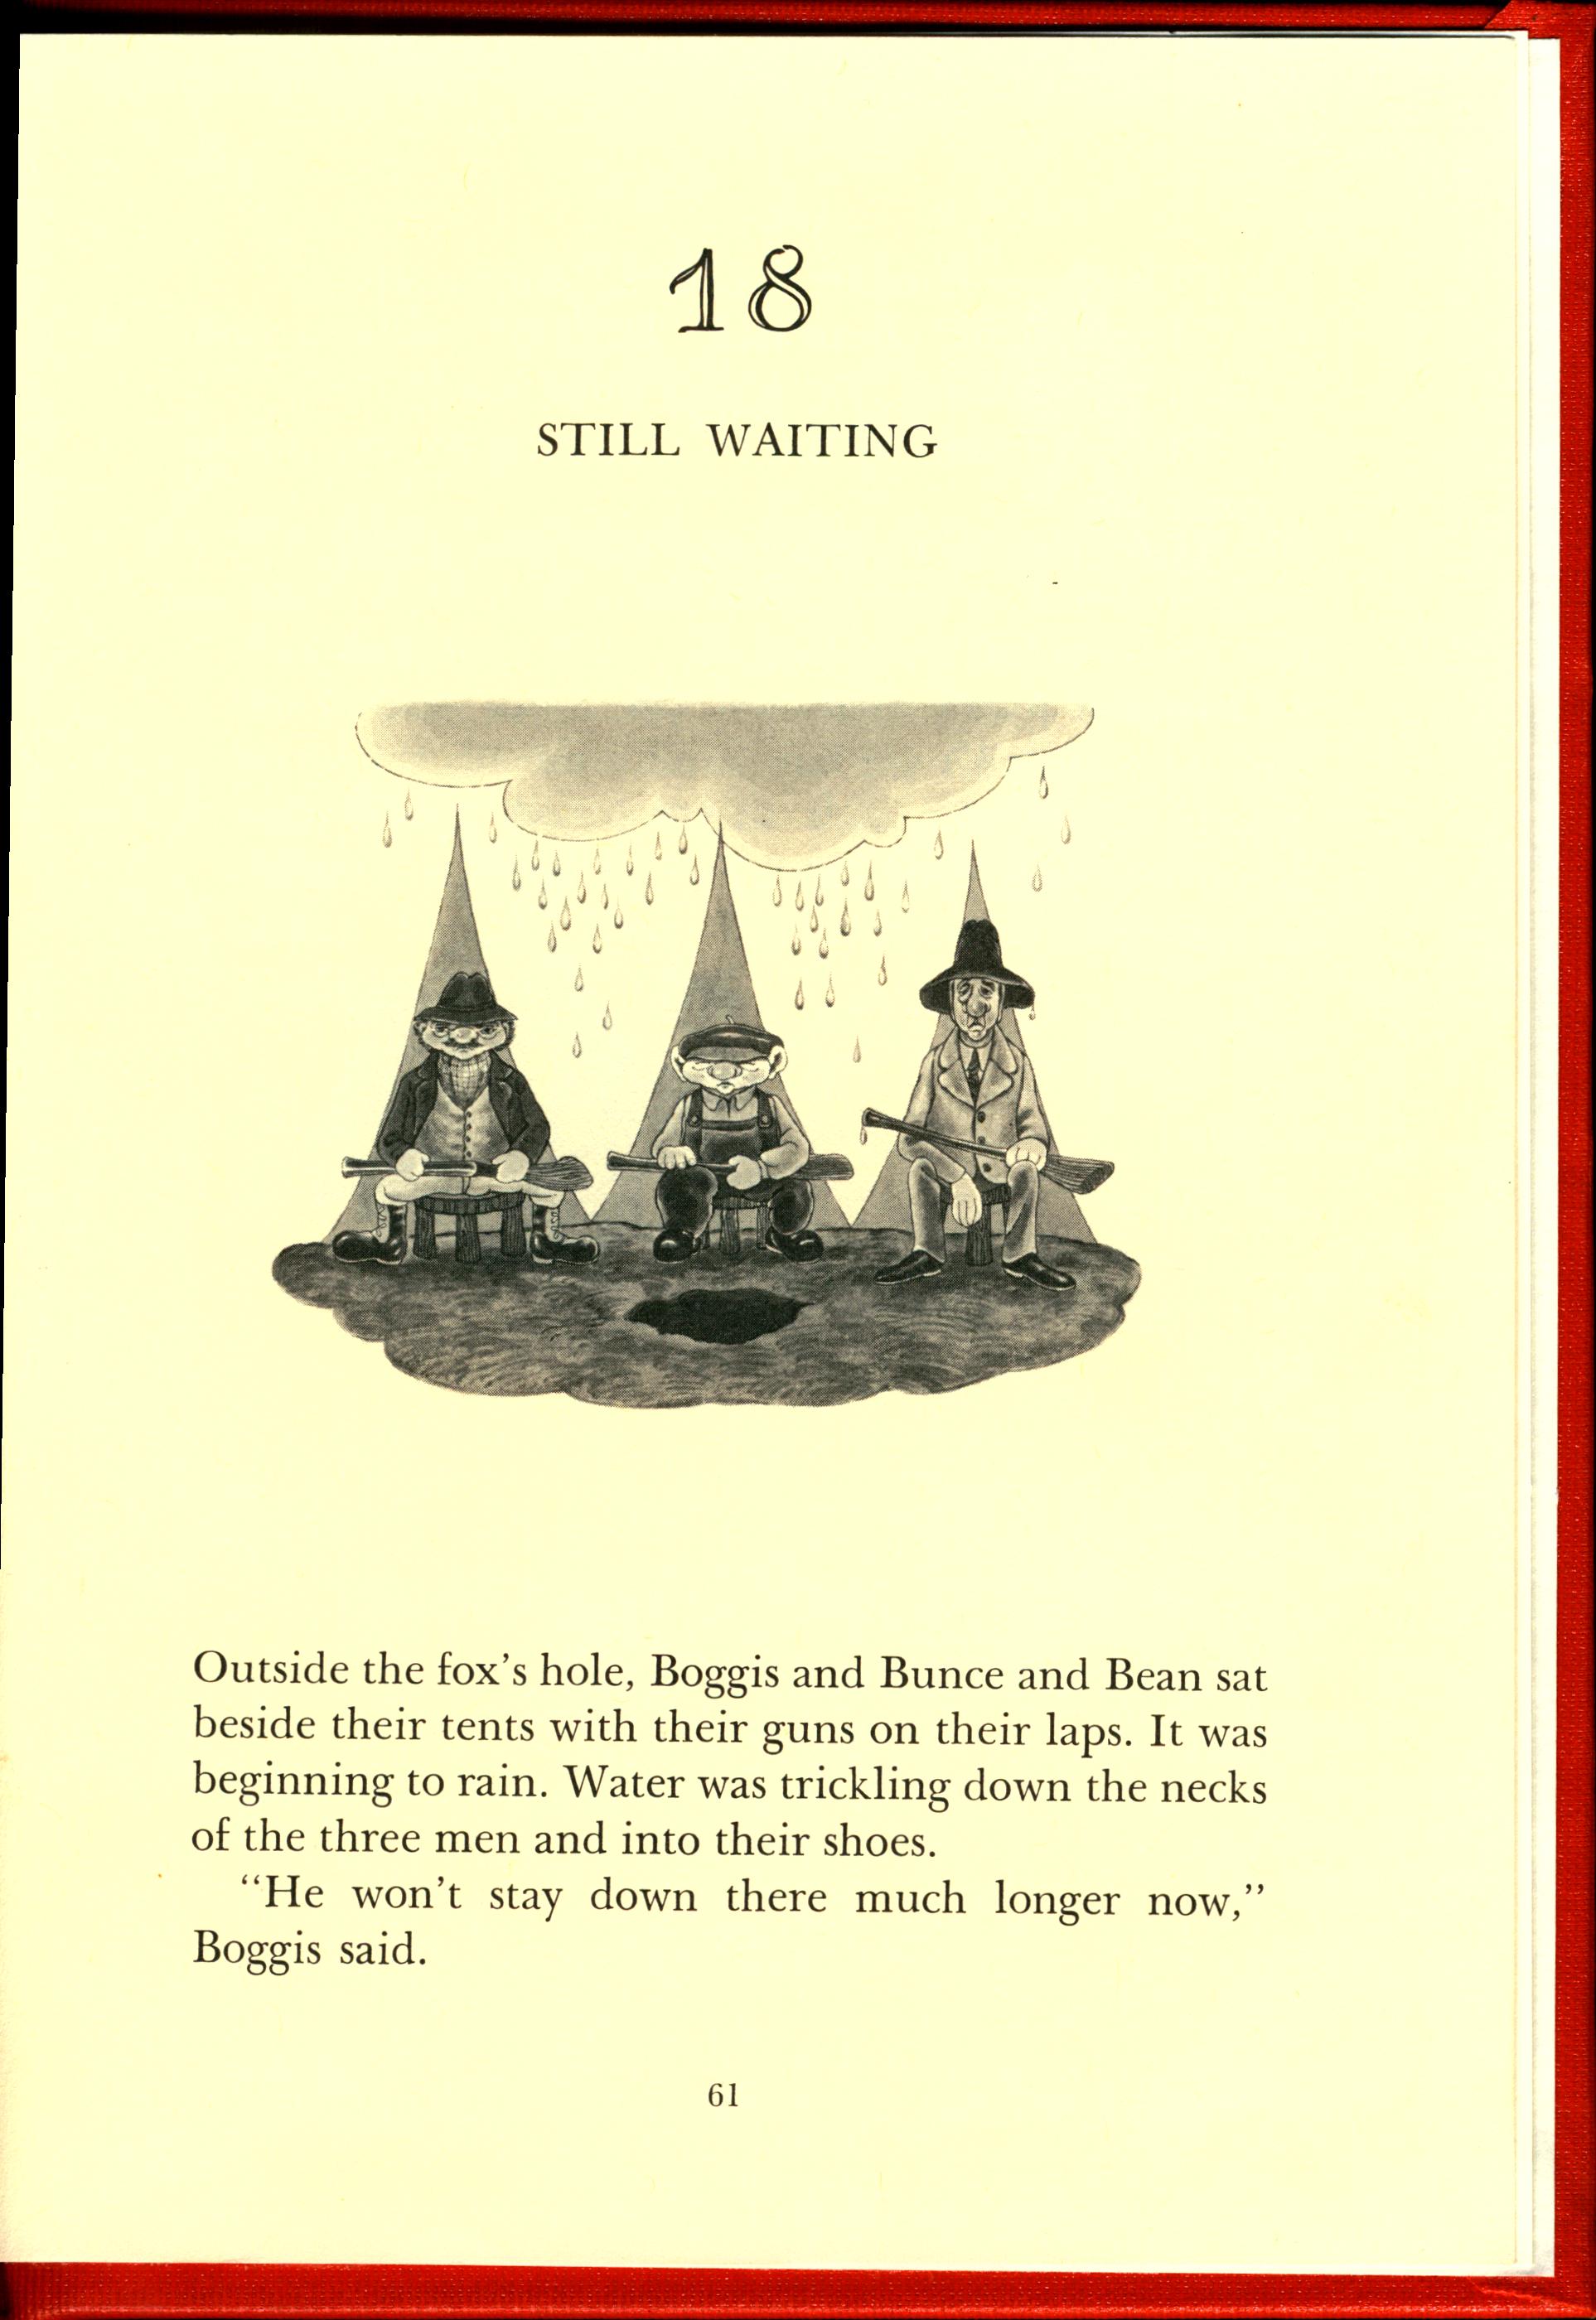 18
STILL WAITING
Outside the fox's hole, Boggis and Bunce and Bean sat
beside their tents with their guns on their laps. It was
beginning to rain. Water was trickling down the necks
of the three men and into their shoes.
“He won't stay down there much longer now,”
Boggis said.
61